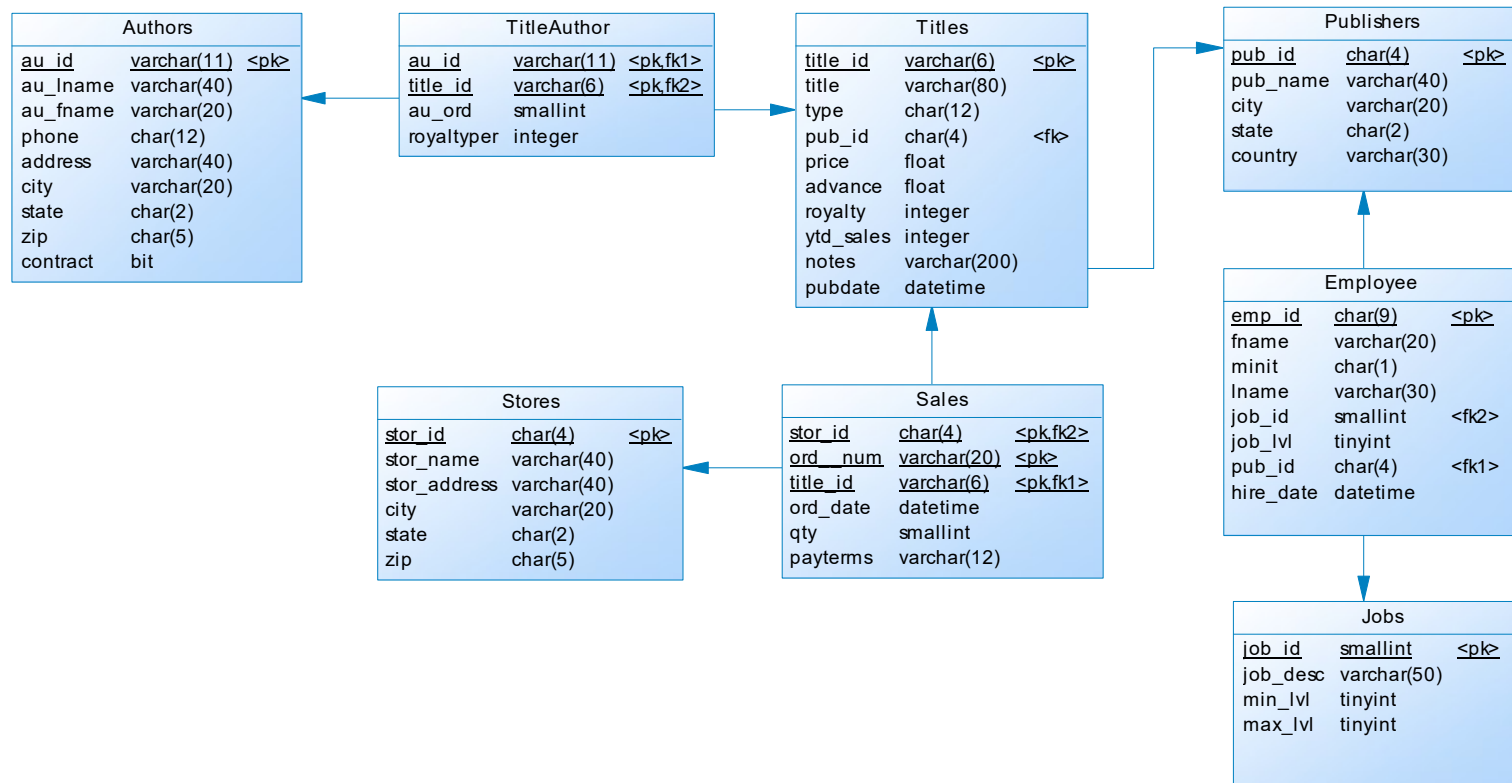 Authors
au_id varchar(11) <pk>
au_lname varchar(40)
au_fname varchar(20)
phone char(12)
address varchar(40)
city varchar(20)
state char(2)
zip char(5)
contract bit
TitleAuthor
au_id varchar(11) <pk,fk1>
title_id varchar(6) <pk,fk2>
au_ord smallint
royaltyper integer
Titles
title_id varchar(6) <pk>
title varchar(80)
type char(12)
pub_id char(4) <fk>
price float
advance float
royalty integer
ytd_sales integer
notes varchar(200)
pubdate datetime
Publishers
pub_id char(4) <pk>
pub_name varchar(40)
city varchar(20)
state char(2)
country varchar(30)
Employee
emp_id char(9) <pk>
fname varchar(20)
minit char(1)
lname varchar(30)
job_id smallint <fk2>
job_lvl tinyint
pub_id char(4) <fk1>
hire_date datetime
Stores
stor_id char(4) <pk>
stor_name varchar(40)
stor_address varchar(40)
city varchar(20)
state char(2)
zip char(5)
Sales
stor_id char(4) <pk,fk2>
ord__num varchar(20) <pk>
title_id varchar(6) <pk,fk1>
ord_date datetime
qty smallint
payterms varchar(12)
Jobs
job_id smallint <pk>
job_desc varchar(50)
min_lvl tinyint
max_lvl tinyint